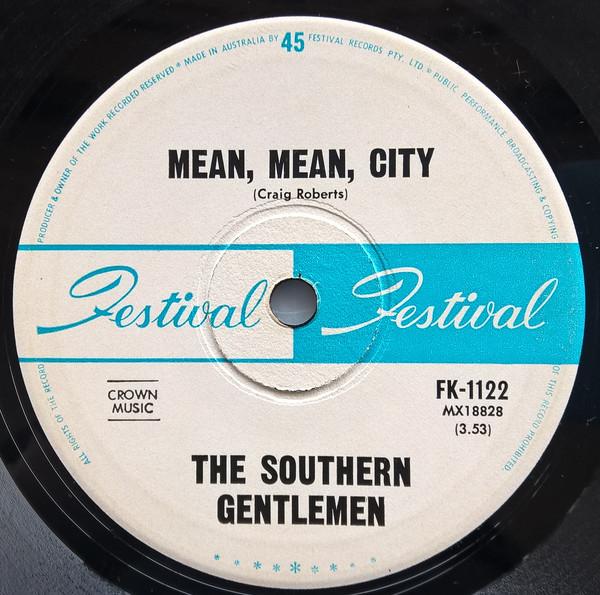 ALL RIGHTS OF THE RECORD PRODUCER & OWNER OF THE WORK RECORDED RESERVED * MADE IN AUSTRALIA BY 45 FESTIVAL RECORDS PTY. LTD. * PUBLIC PERFORMANCE BROADCASTING & COPYING OF THIS RECORD PROHIBITED.
MEAN, MEAN, CITY
(Craig Roberts)
Festival Festival
CROWN
MUSIC
FK-1122
MX18828
(3.53)
THE SOUTHERN
GENTLEMEN